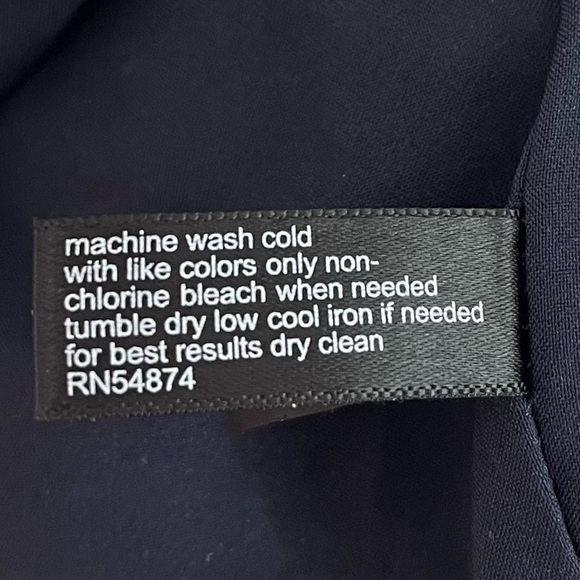 machine wash cold
with like colors only non-
chlorine bleach when needed
tumble dry low cool iron if needed
for best results dry clean
RN54874